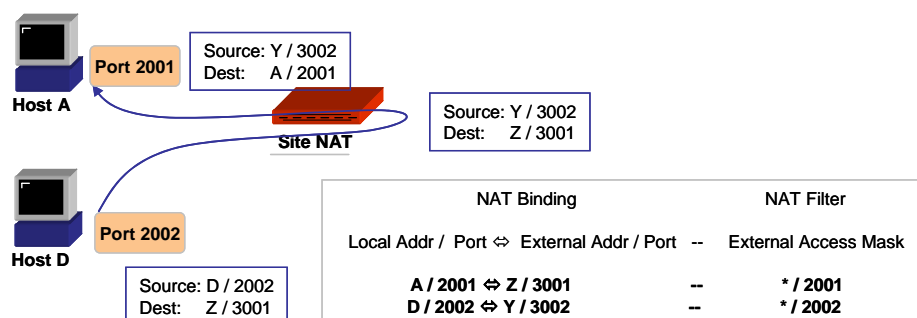 Port 2001
Host A
Source: Y / 3002
Dest: A / 2001
Site NAT
Source: Y / 3002
Dest: Z / 3001
Port 2002
Host D
Source: D / 2002
Dest: Z / 3001
NAT Binding NAT Filter
Local Addr / Port ⇔ External Addr / Port -- External Access Mask
A / 2001 ⇔ Z / 3001 -- * / 2001
D / 2002 ⇔ Y / 3002 -- * / 2002